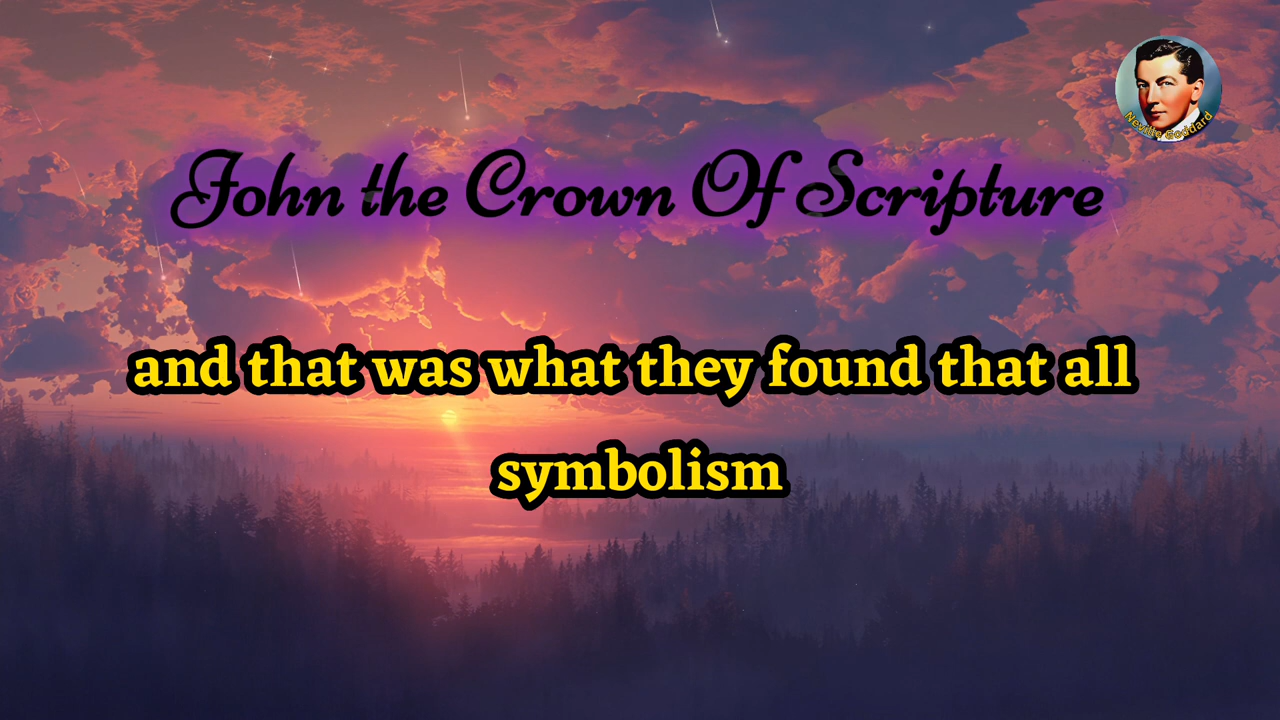 Neville Goddard
John the Crown Of Scripture
and that was what they found that all
symbolism